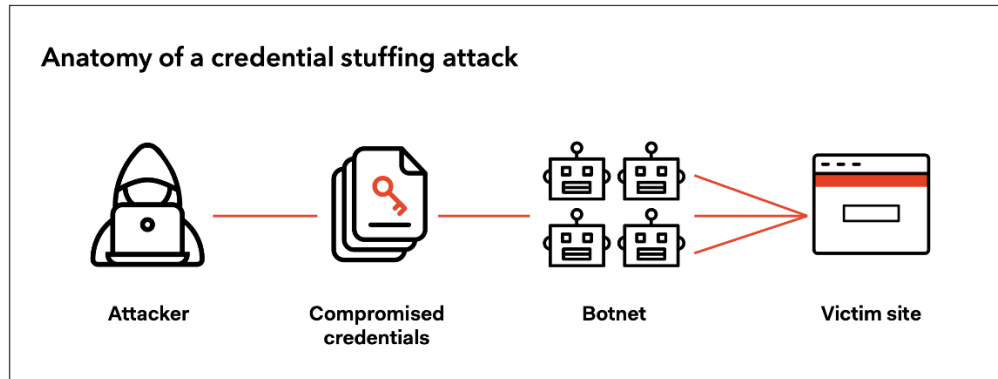 Anatomy of a credential stuffing attack
Attacker
Compromised
credentials
Botnet
Victim site